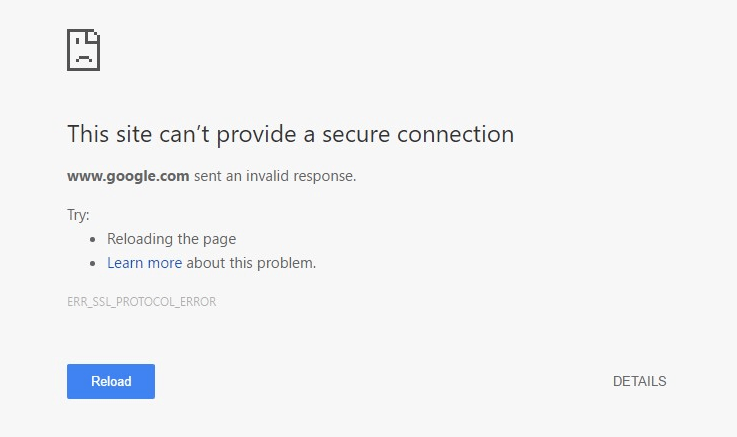 This site can’t provide a secure connection
www.google.com sent an invalid response.
Try:
Reloading the page
Learn more about this problem.
ERR_SSL_PROTOCOL_ERROR
Reload
DETAILS